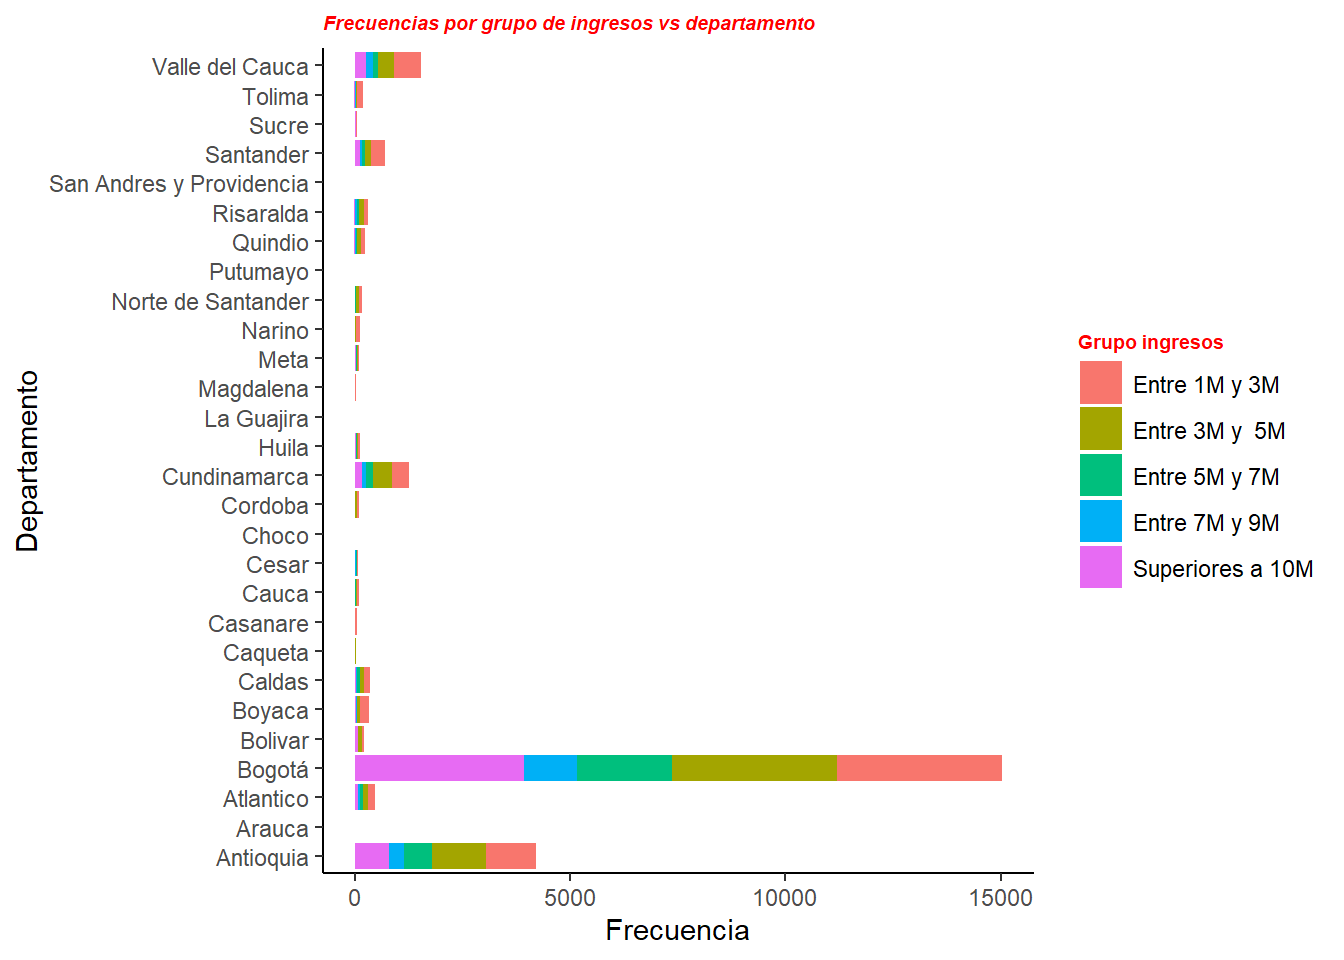 Frecuencias por grupo de ingresos vs departamento
Valle del Cauca
Tolima
Sucre
Santander
San Andres y Providencia
Risaralda
Quindio
Putumayo
Norte de Santander
Narino
Meta
Magdalena
La Guajira
Huila
Cundinamarca
Cordoba
Choco
Cesar
Cauca
Casanare
Caqueta
Caldas
Boyaca
Bolivar
Bogotá
Atlantico
Arauca
Antioquia
Departamento
0 5000 10000 15000
Frecuencia
Grupo ingresos
Entre 1M y 3M
Entre 3M y  5M
Entre 5M y 7M
Entre 7M y 9M
Superiores a 10M